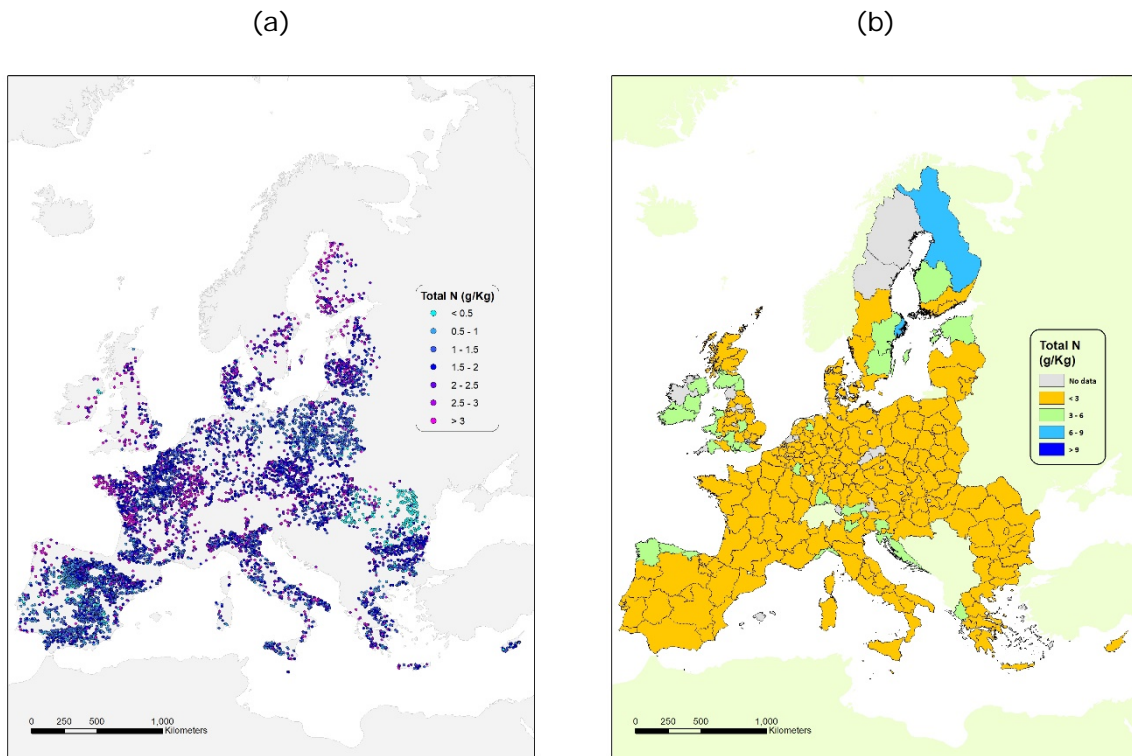 (a)
(b)
Total N (g/Kg)
< 0.5
0.5 - 1
1 - 1.5
1.5 - 2
2 - 2.5
2.5 - 3
> 3
0 250 500 1,000
Kilometers
Total N
(g/Kg)
No data
< 3
3 - 6
6 - 9
> 9
0 250 500 1,000
Kilometers